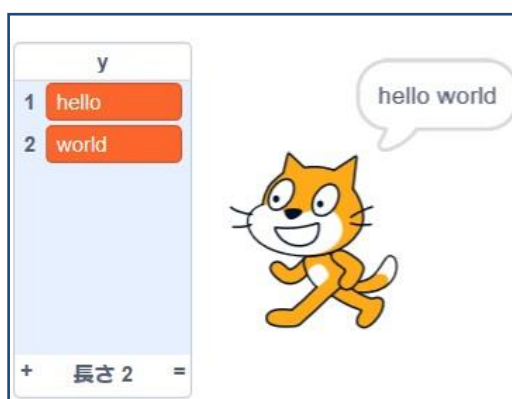 y
1 hello
2 world
+ 長さ 2 =
hello world